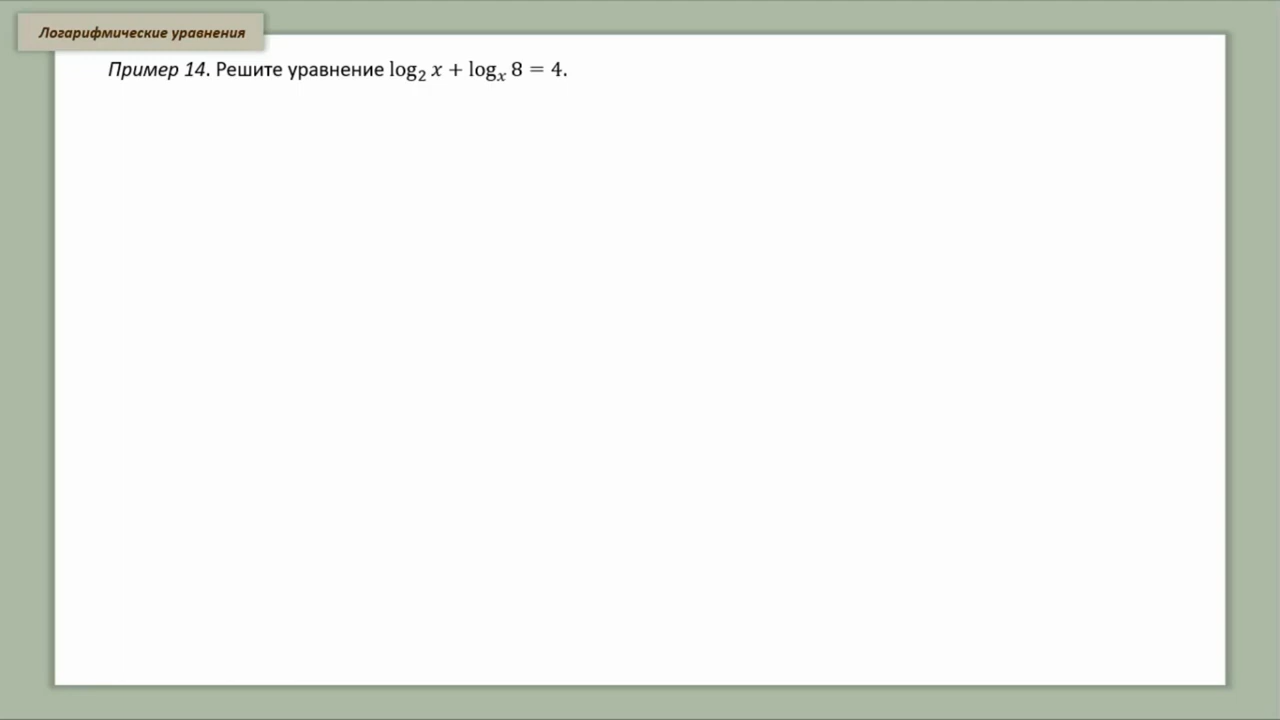 Логарифмические уравнения
Пример 14. Решите уравнение log₂ x + logₓ 8 = 4.